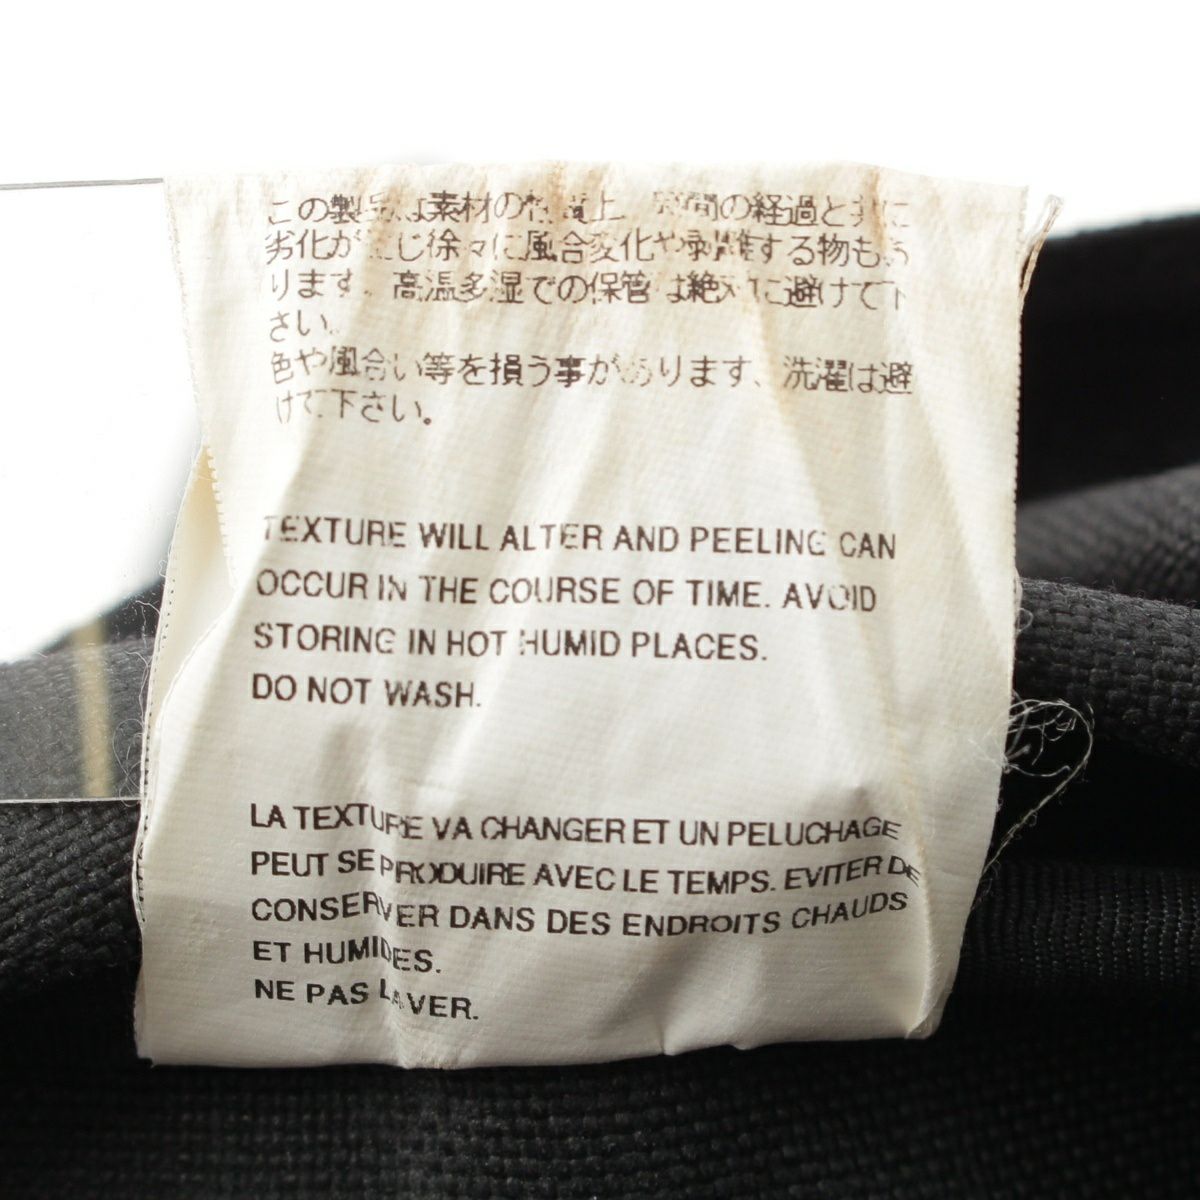 この製品は素材の性質上、時間の経過と共に
劣化が生じ徐々に風合変化や剥離する物もあ
ります。高温多湿での保管は絶対に避けて下
さい。
色や風合い等を損う事があります、洗濯は避
けて下さい。
TEXTURE WILL ALTER AND PEELING CAN
OCCUR IN THE COURSE OF TIME. AVOID
STORING IN HOT HUMID PLACES.
DO NOT WASH.
LA TEXTURE VA CHANGER ET UN PELUCHAGE
PEUT SE PRODUIRE AVEC LE TEMPS. EVITER DE
CONSERVER DANS DES ENDROITS CHAUDS
ET HUMIDES.
NE PAS LAVER.